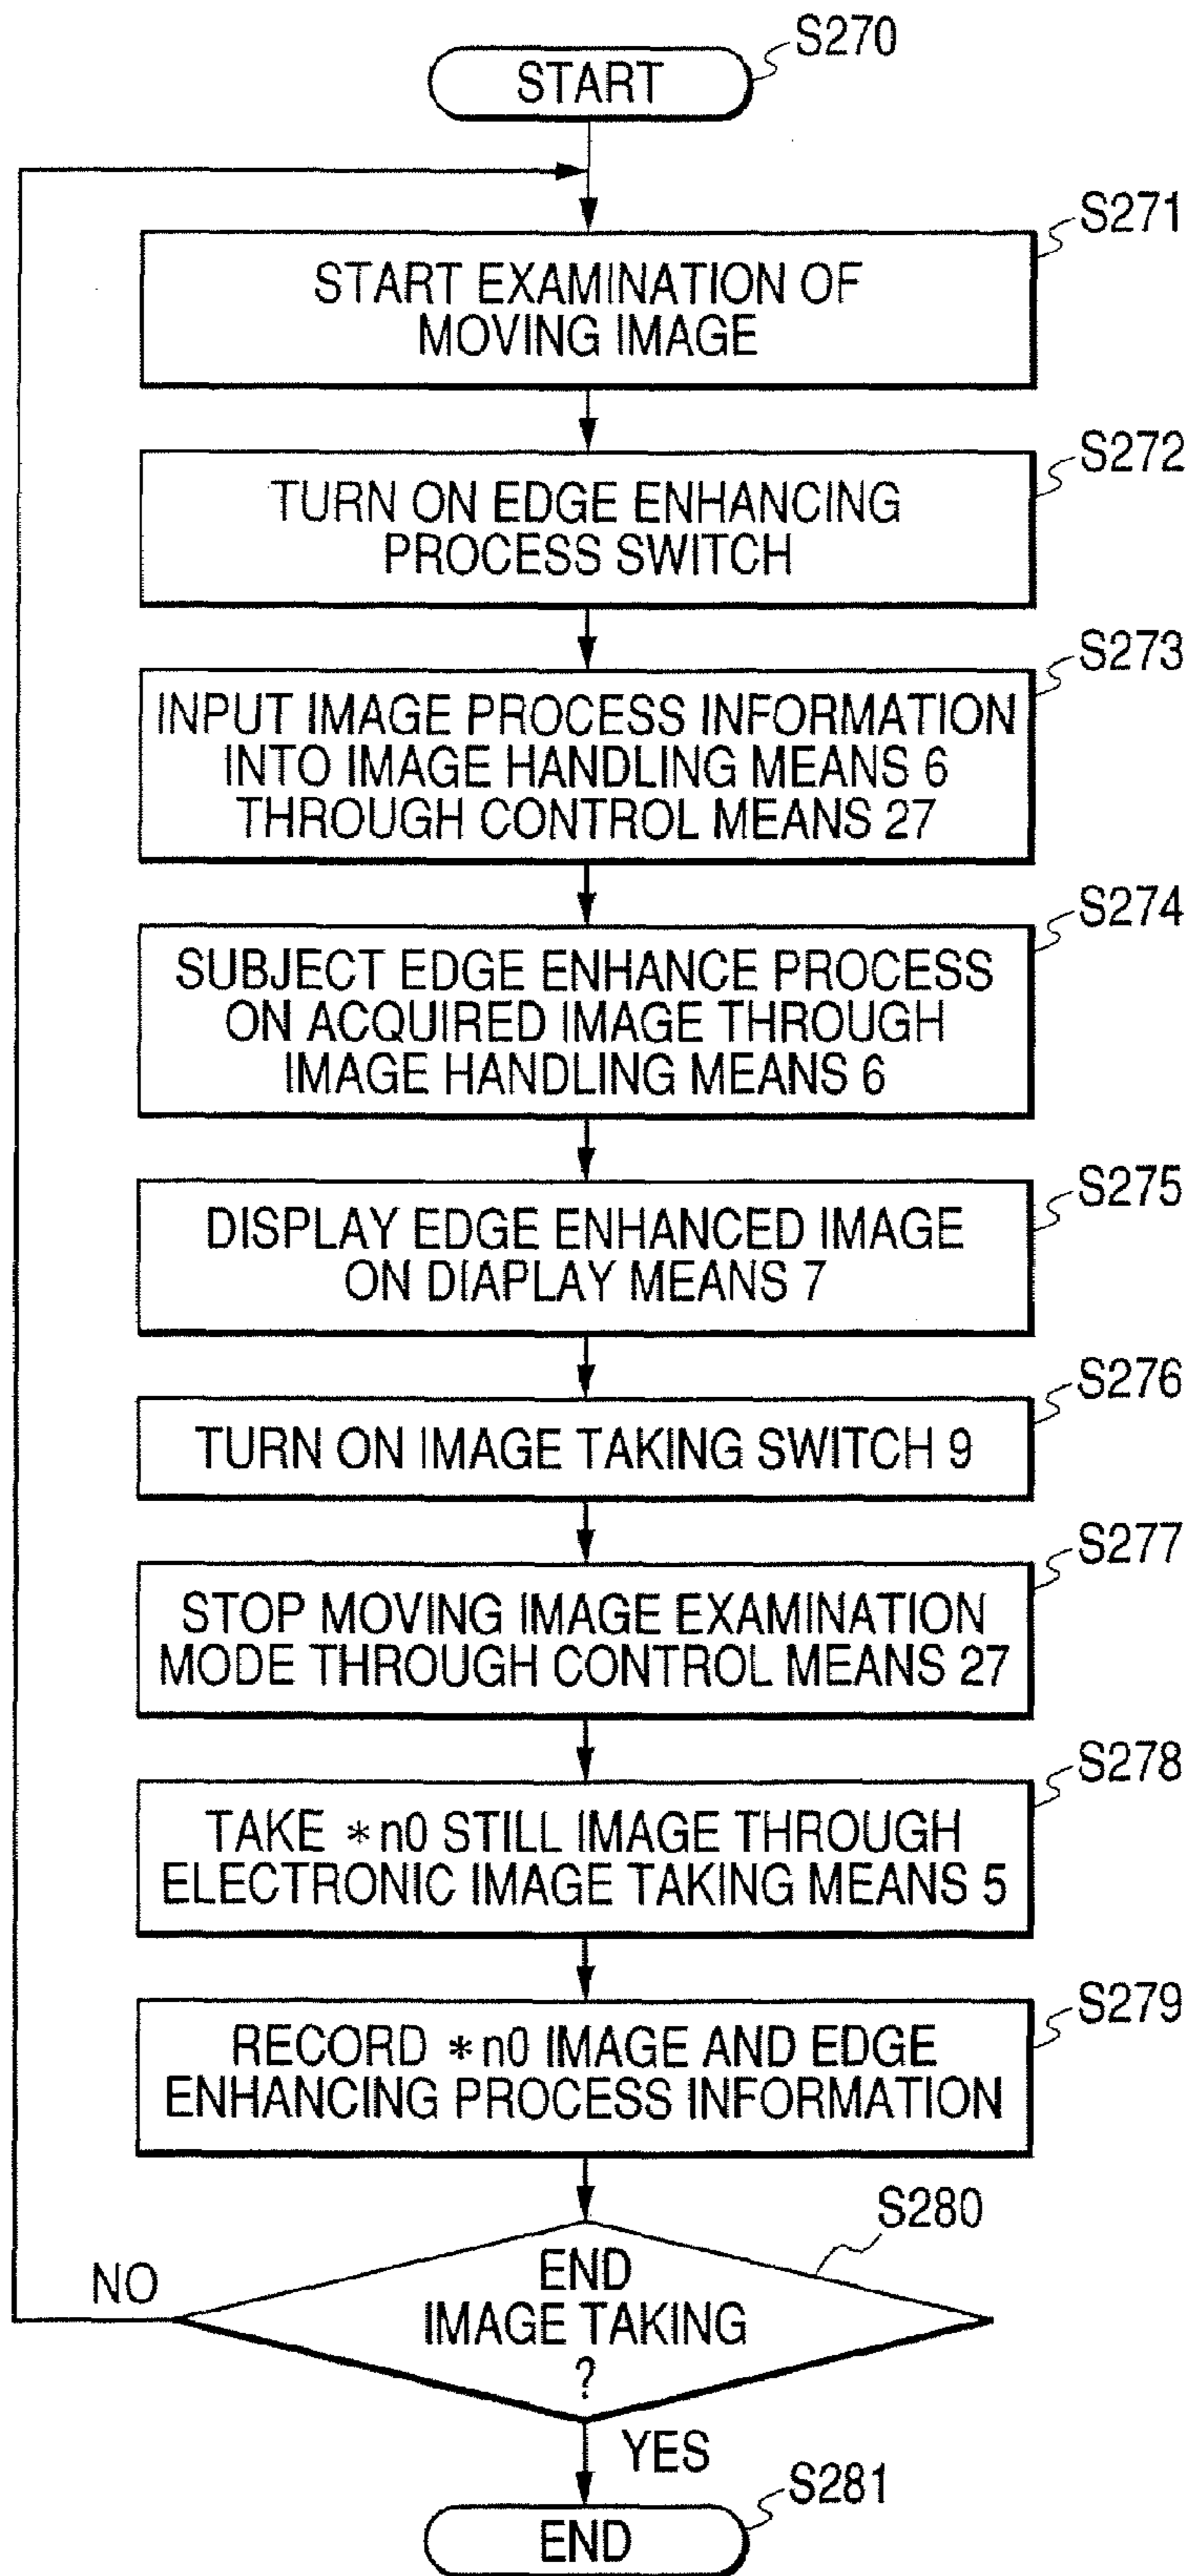 S270
START
S271
START EXAMINATION OF
MOVING IMAGE
S272
TURN ON EDGE ENHANCING
PROCESS SWITCH
S273
INPUT IMAGE PROCESS INFORMATION
INTO IMAGE HANDLING MEANS 6
THROUGH CONTROL MEANS 27
S274
SUBJECT EDGE ENHANCE PROCESS
ON ACQUIRED IMAGE THROUGH
IMAGE HANDLING MEANS 6
S275
DISPLAY EDGE ENHANCED IMAGE
ON DIAPLAY MEANS 7
S276
TURN ON IMAGE TAKING SWITCH 9
S277
STOP MOVING IMAGE EXAMINATION
MODE THROUGH CONTROL MEANS 27
S278
TAKE *n0 STILL IMAGE THROUGH
ELECTRONIC IMAGE TAKING MEANS 5
S279
RECORD *n0 IMAGE AND EDGE
ENHANCING PROCESS INFORMATION
S280
NO
END
IMAGE TAKING
?
YES
S281
END